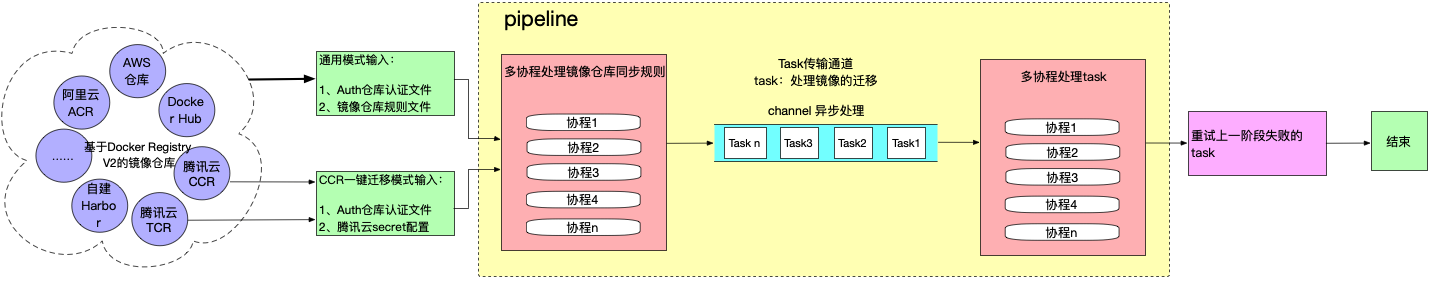 pipeline
AWS
仓库
阿里云
ACR
Docke
r Hub
......
基于Docker Registry
V2的镜像仓库
腾讯云
CCR
自建
Harbo
r
腾讯云
TCR
通用模式输入：
1、Auth仓库认证文件
2、镜像仓库规则文件
CCR一键迁移模式输入：
1、Auth仓库认证文件
2、腾讯云secret配置
多协程处理镜像仓库同步规则
协程1
协程2
协程3
协程4
协程n
Task传输通道
task：处理镜像的迁移
channel 异步处理
Task n
Task3
Task2
Task1
多协程处理task
协程1
协程2
协程3
协程4
协程n
重试上一阶段失败的
task
结束